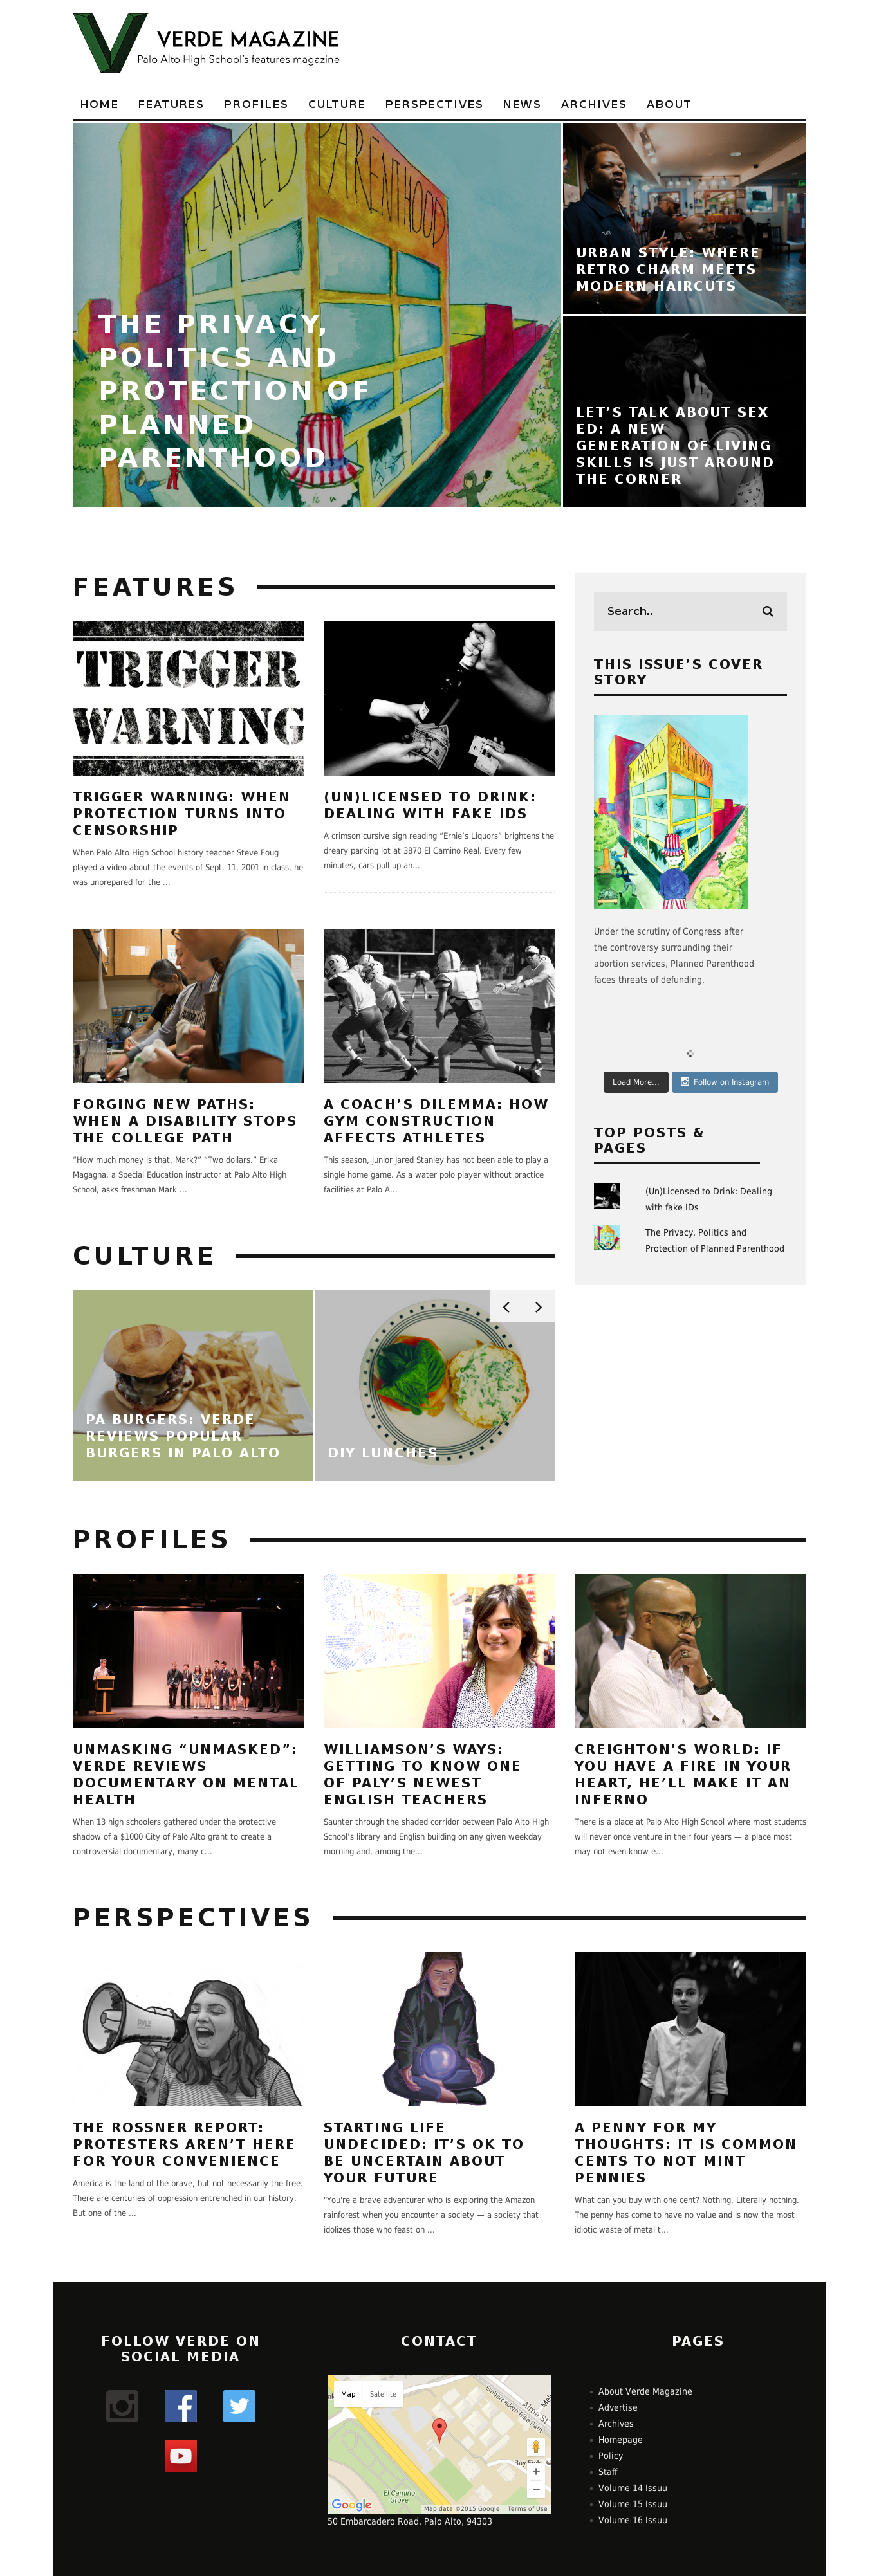 VERDE MAGAZINE
Palo Alto High School's features magazine
HOME FEATURES PROFILES CULTURE PERSPECTIVES NEWS ARCHIVES ABOUT
PLANNED PARENTHOOD
THE PRIVACY,
POLITICS AND
PROTECTION OF
PLANNED
PARENTHOOD
URBAN STYLE: WHERE
RETRO CHARM MEETS
MODERN HAIRCUTS
LET’S TALK ABOUT SEX
ED: A NEW
GENERATION OF LIVING
SKILLS IS JUST AROUND
THE CORNER
FEATURES
TRIGGER
WARNING
TRIGGER WARNING: WHEN
PROTECTION TURNS INTO
CENSORSHIP
When Palo Alto High School history teacher Steve Foug
played a video about the events of Sept. 11, 2001 in class, he
was unprepared for the ...
(UN)LICENSED TO DRINK:
DEALING WITH FAKE IDS
A crimson cursive sign reading “Ernie’s Liquors” brightens the
dreary parking lot at 3870 El Camino Real. Every few
minutes, cars pull up an...
FORGING NEW PATHS:
WHEN A DISABILITY STOPS
THE COLLEGE PATH
“How much money is that, Mark?” “Two dollars.” Erika
Magagna, a Special Education instructor at Palo Alto High
School, asks freshman Mark ...
A COACH’S DILEMMA: HOW
GYM CONSTRUCTION
AFFECTS ATHLETES
This season, junior Jared Stanley has not been able to play a
single home game. As a water polo player without practice
facilities at Palo A...
Search..
THIS ISSUE’S COVER
STORY
PLANNED PARENTHOOD
Under the scrutiny of Congress after
the controversy surrounding their
abortion services, Planned Parenthood
faces threats of defunding.
Load More... Follow on Instagram
TOP POSTS &
PAGES
(Un)Licensed to Drink: Dealing
with fake IDs
The Privacy, Politics and
Protection of Planned Parenthood
CULTURE
PA BURGERS: VERDE
REVIEWS POPULAR
BURGERS IN PALO ALTO
DIY LUNCHES
PROFILES
UNMASKING “UNMASKED”:
VERDE REVIEWS
DOCUMENTARY ON MENTAL
HEALTH
When 13 high schoolers gathered under the protective
shadow of a $1000 City of Palo Alto grant to create a
controversial documentary, many c...
WILLIAMSON’S WAYS:
GETTING TO KNOW ONE
OF PALY’S NEWEST
ENGLISH TEACHERS
Saunter through the shaded corridor between Palo Alto High
School’s library and English building on any given weekday
morning and, among the...
CREIGHTON’S WORLD: IF
YOU HAVE A FIRE IN YOUR
HEART, HE’LL MAKE IT AN
INFERNO
There is a place at Palo Alto High School where most students
will never once venture in their four years — a place most
may not even know e...
PERSPECTIVES
THE ROSSNER REPORT:
PROTESTERS AREN’T HERE
FOR YOUR CONVENIENCE
America is the land of the brave, but not necessarily the free.
There are centuries of oppression entrenched in our history.
But one of the ...
STARTING LIFE
UNDECIDED: IT’S OK TO
BE UNCERTAIN ABOUT
YOUR FUTURE
"You’re a brave adventurer who is exploring the Amazon
rainforest when you encounter a society — a society that
idolizes those who feast on ...
A PENNY FOR MY
THOUGHTS: IT IS COMMON
CENTS TO NOT MINT
PENNIES
What can you buy with one cent? Nothing, Literally nothing.
The penny has come to have no value and is now the most
idiotic waste of metal t...
FOLLOW VERDE ON
SOCIAL MEDIA
CONTACT
Map Satellite
Alma St
Embarcadero Bike Path
El Camino
Grove
Google
Map data ©2015 Google Terms of Use
50 Embarcadero Road, Palo Alto, 94303
PAGES
About Verde Magazine
Advertise
Archives
Homepage
Policy
Staff
Volume 14 Issuu
Volume 15 Issuu
Volume 16 Issuu